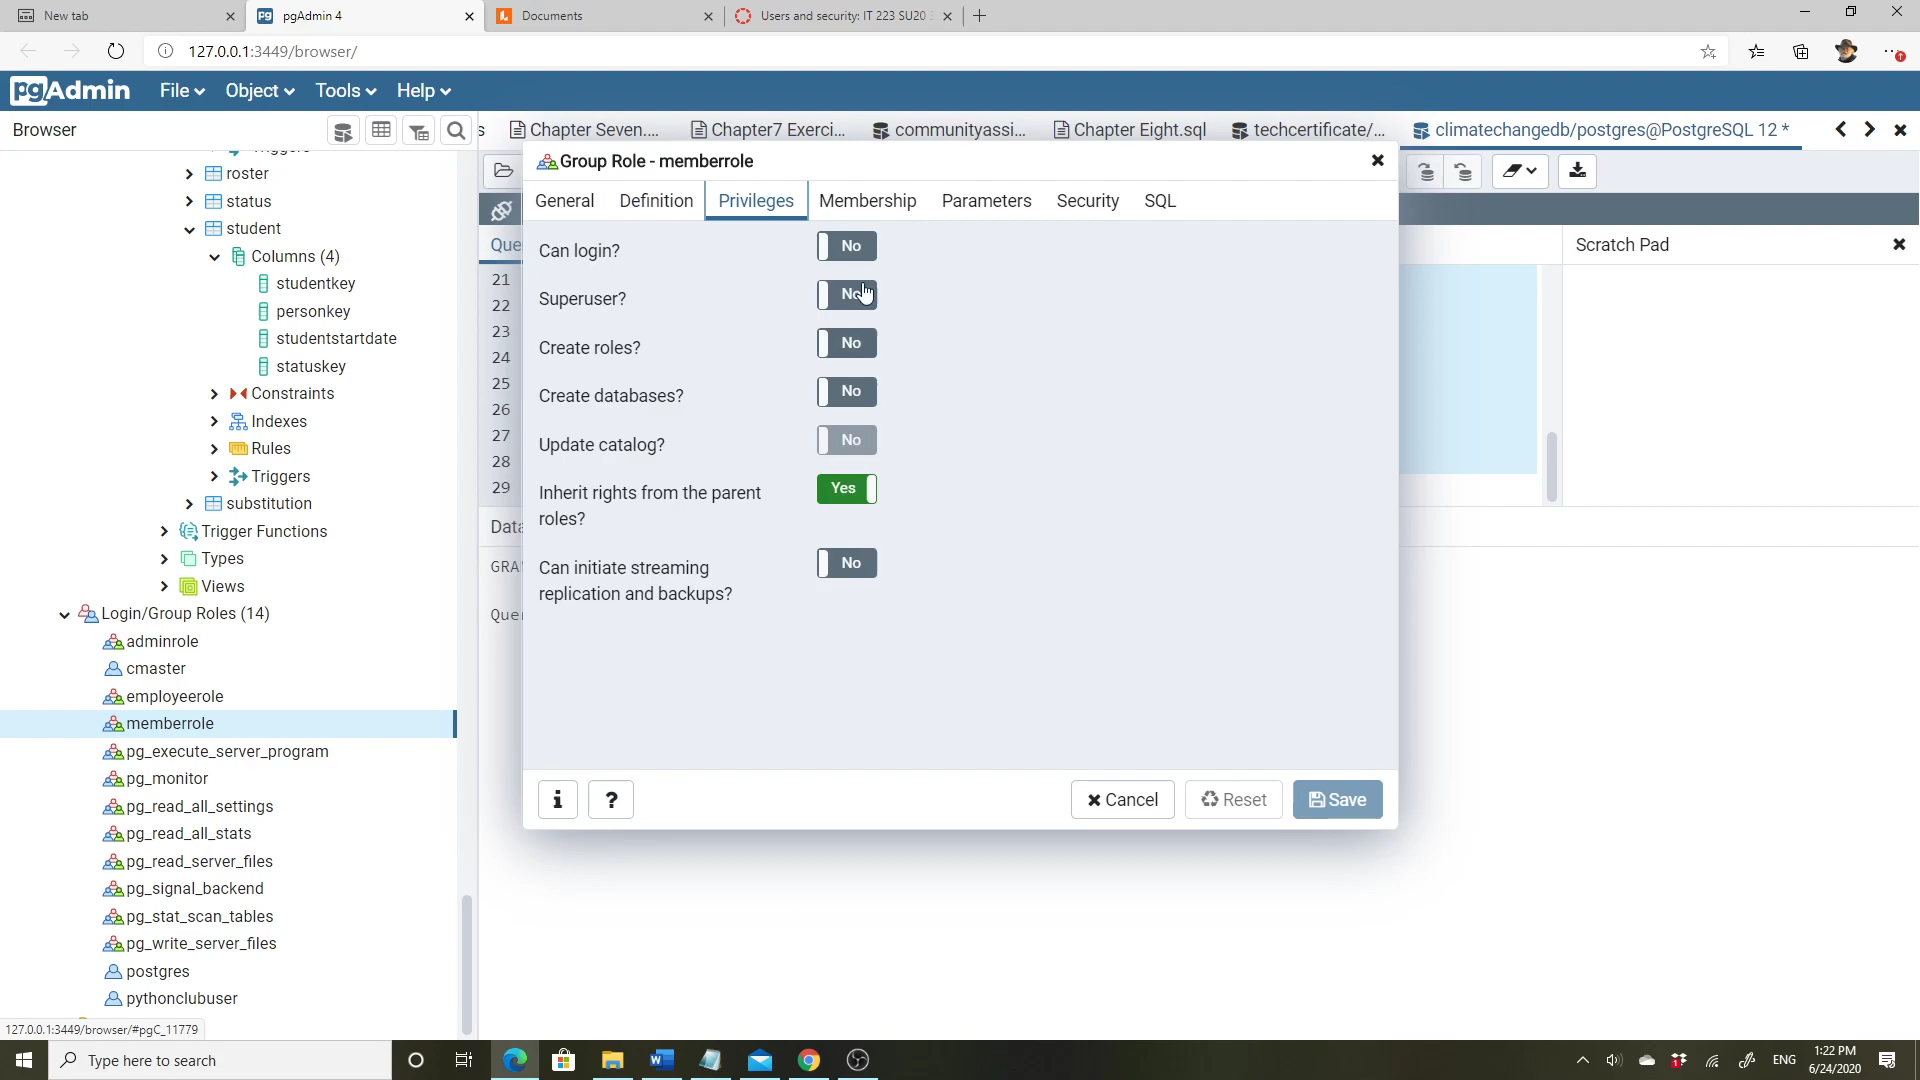 New tab
pgAdmin 4
Documents
Users and security: IT 223 SU20
127.0.0.1:3449/browser/
pgAdmin File Object Tools Help
Browser
Chapter Seven....
Chapter7 Exerci...
communityassi...
Chapter Eight.sql
techcertificate/...
climatechangedb/postgres@PostgreSQL 12 *
roster
status
student
Columns (4)
studentkey
personkey
studentstartdate
statuskey
Constraints
Indexes
Rules
Triggers
substitution
Trigger Functions
Types
Views
Login/Group Roles (14)
adminrole
cmaster
employeerole
memberrole
pg_execute_server_program
pg_monitor
pg_read_all_settings
pg_read_all_stats
pg_read_server_files
pg_signal_backend
pg_stat_scan_tables
pg_write_server_files
postgres
pythonclubuser
127.0.0.1:3449/browser/#pgC_11779
Que
21
22
23
24
25
26
27
28
29
Data
GRA
Que
Group Role - memberrole
General Definition Privileges Membership Parameters Security SQL
Can login? No
Superuser? No
Create roles? No
Create databases? No
Update catalog? No
Inherit rights from the parent Yes
roles?
Can initiate streaming No
replication and backups?
i ? Cancel Reset Save
Scratch Pad
Type here to search
ENG
1:22 PM
6/24/2020